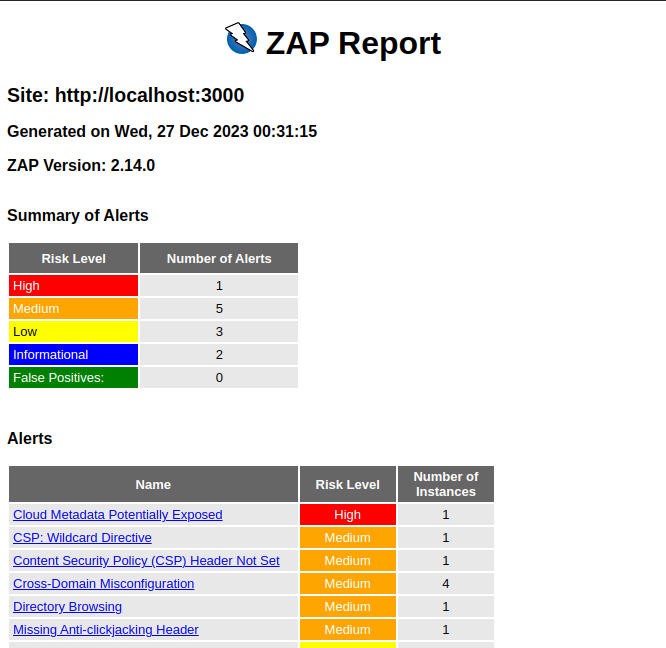 ZAP Report
Site: http://localhost:3000
Generated on Wed, 27 Dec 2023 00:31:15
ZAP Version: 2.14.0
Summary of Alerts
Risk Level Number of Alerts
High 1
Medium 5
Low 3
Informational 2
False Positives: 0
Alerts
Name Risk Level Number of Instances
Cloud Metadata Potentially Exposed High 1
CSP: Wildcard Directive Medium 1
Content Security Policy (CSP) Header Not Set Medium 1
Cross-Domain Misconfiguration Medium 4
Directory Browsing Medium 1
Missing Anti-clickjacking Header Medium 1